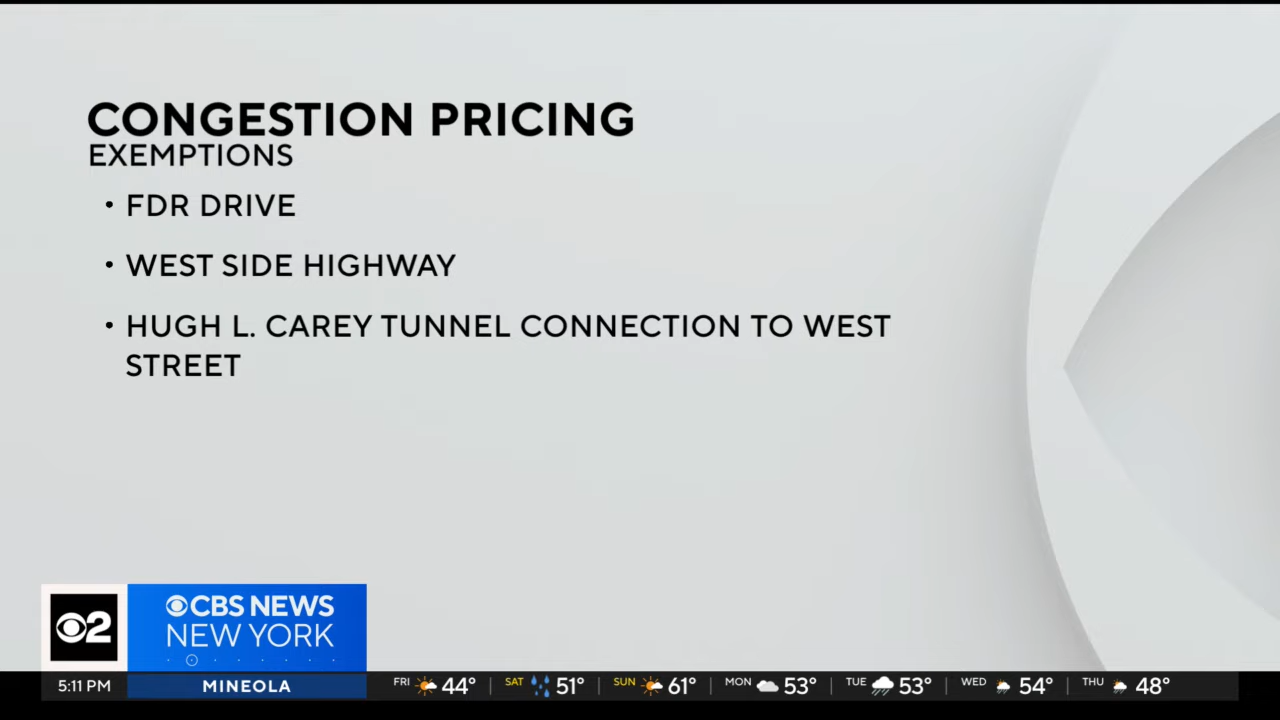 CONGESTION PRICING
EXEMPTIONS
• FDR DRIVE
• WEST SIDE HIGHWAY
• HUGH L. CAREY TUNNEL CONNECTION TO WEST
STREET
2 CBS NEWS
NEW YORK
5:11 PM MINEOLA FRI 44° | SAT 51° | SUN 61° | MON 53° | TUE 53° | WED 54° | THU 48°